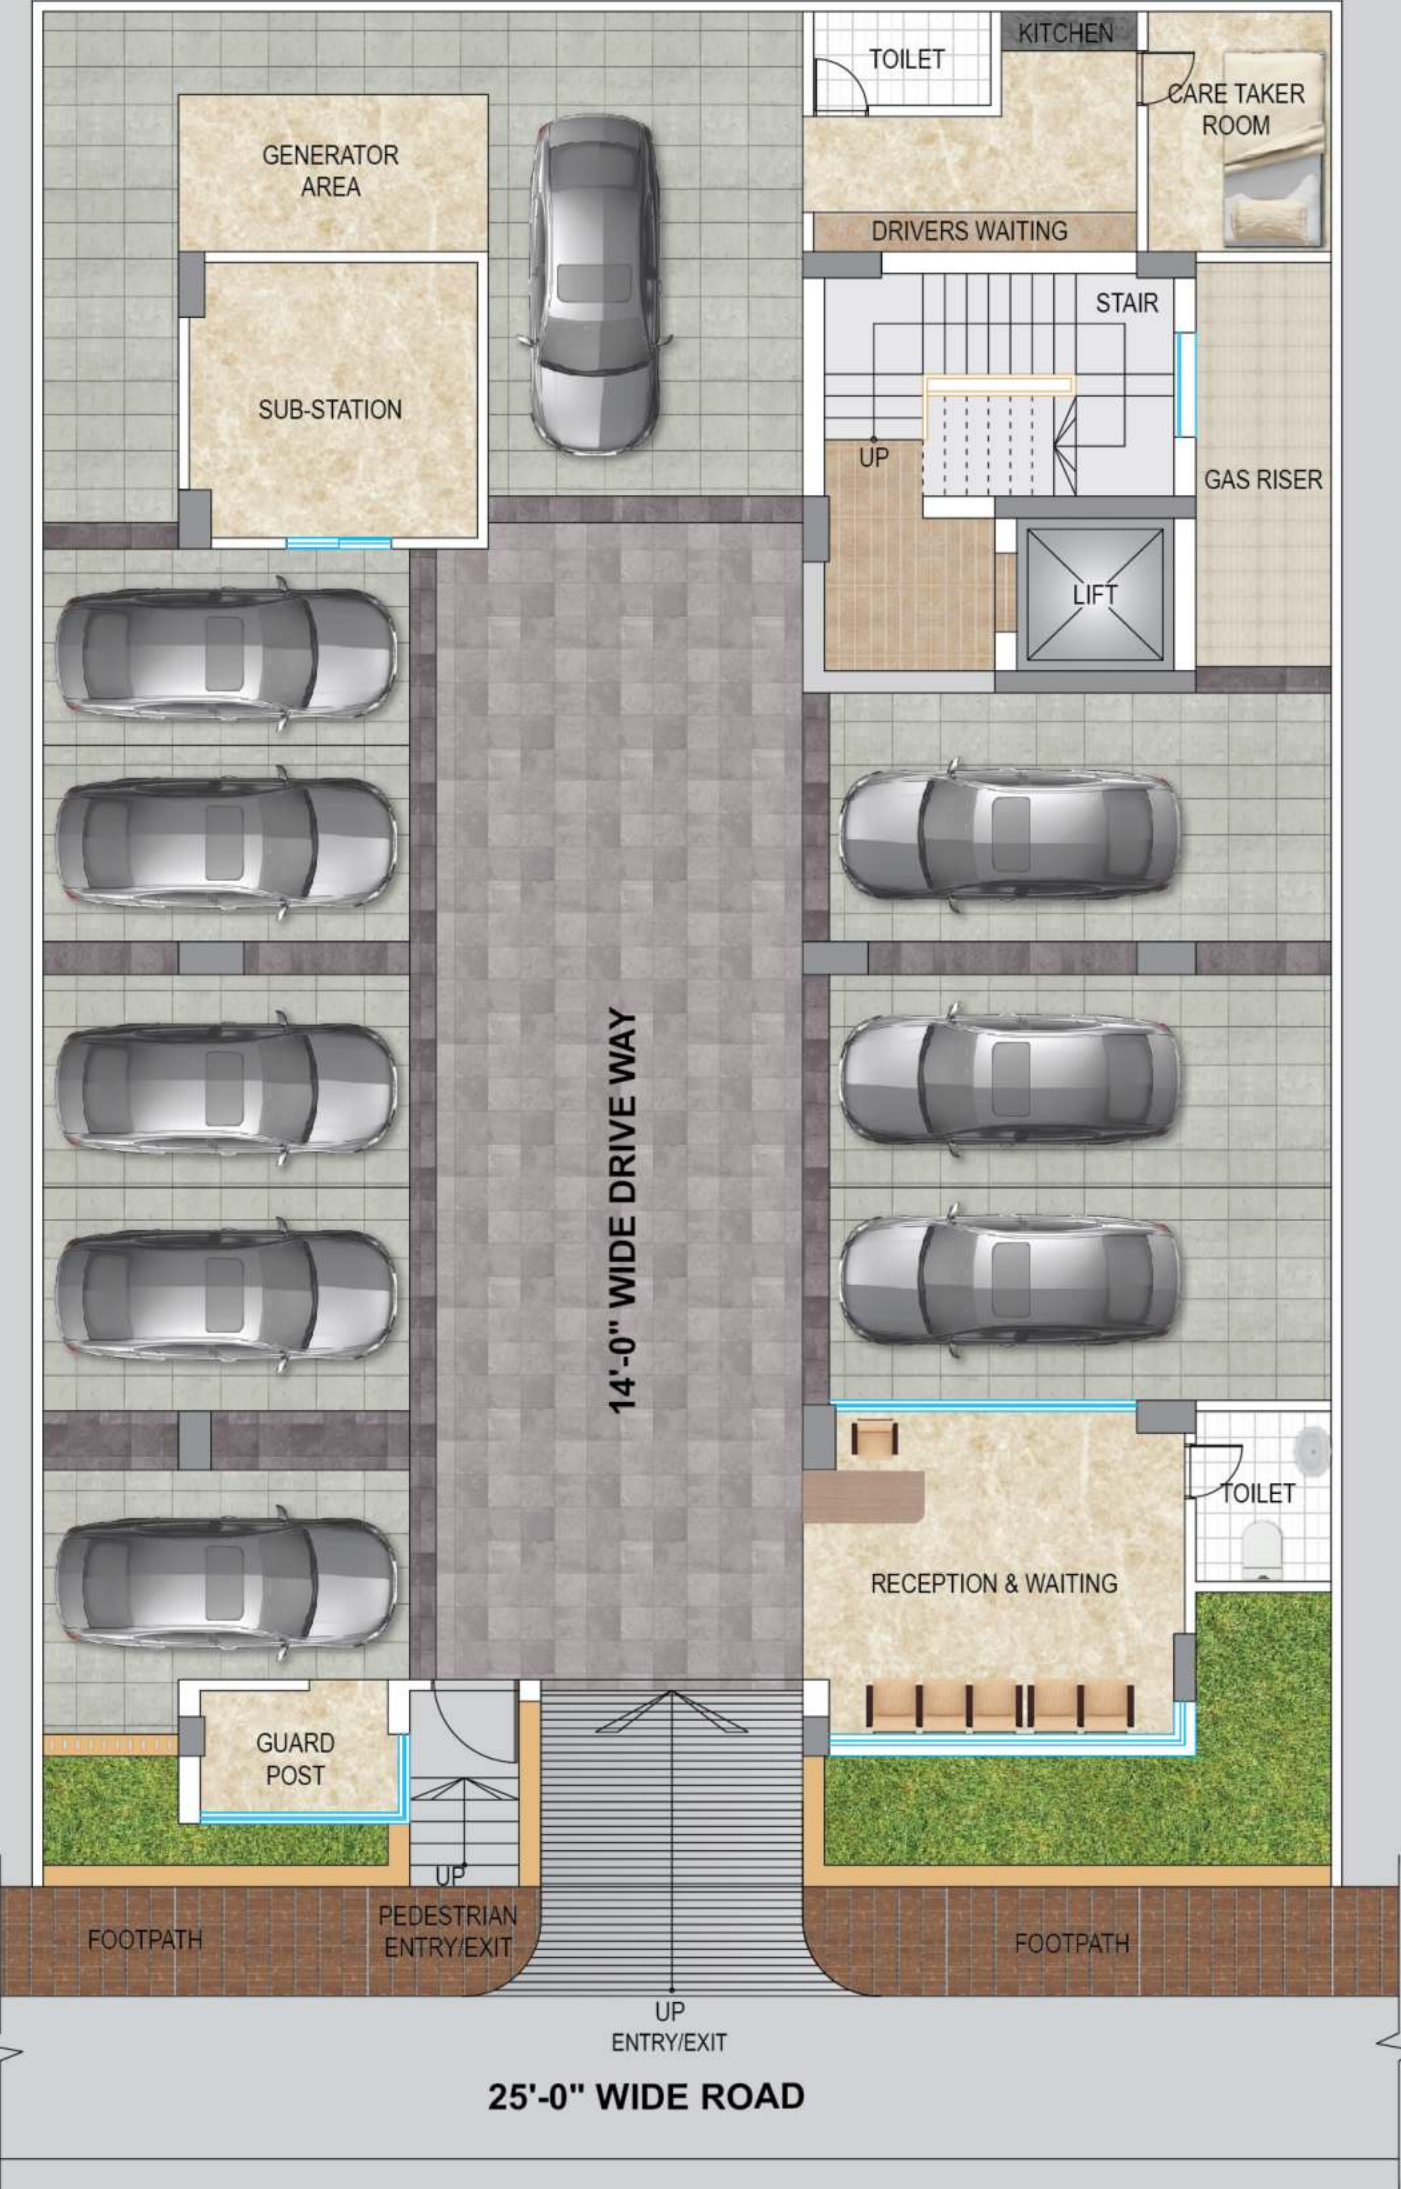 TOILET
KITCHEN
CARE TAKER
ROOM
GENERATOR
AREA
DRIVERS WAITING
STAIR
SUB-STATION
UP
GAS RISER
LIFT
14'-0" WIDE DRIVE WAY
TOILET
RECEPTION & WAITING
GUARD
POST
UP
PEDESTRIAN
ENTRY/EXIT
FOOTPATH
FOOTPATH
UP
ENTRY/EXIT
25'-0" WIDE ROAD